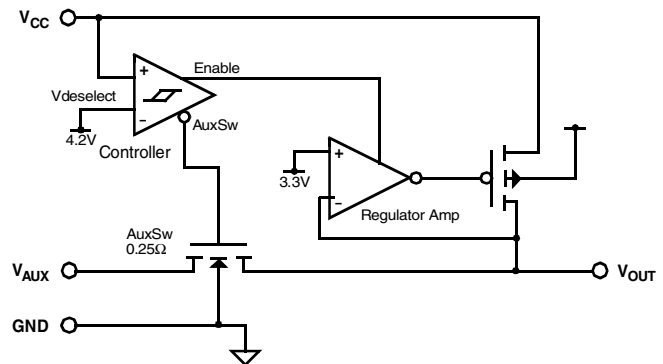 VCC
+
Enable
Vdeselect
−
AuxSw
4.2V
Controller
+
3.3V
−
Regulator Amp
AuxSw
0.25Ω
VAUX
VOUT
GND